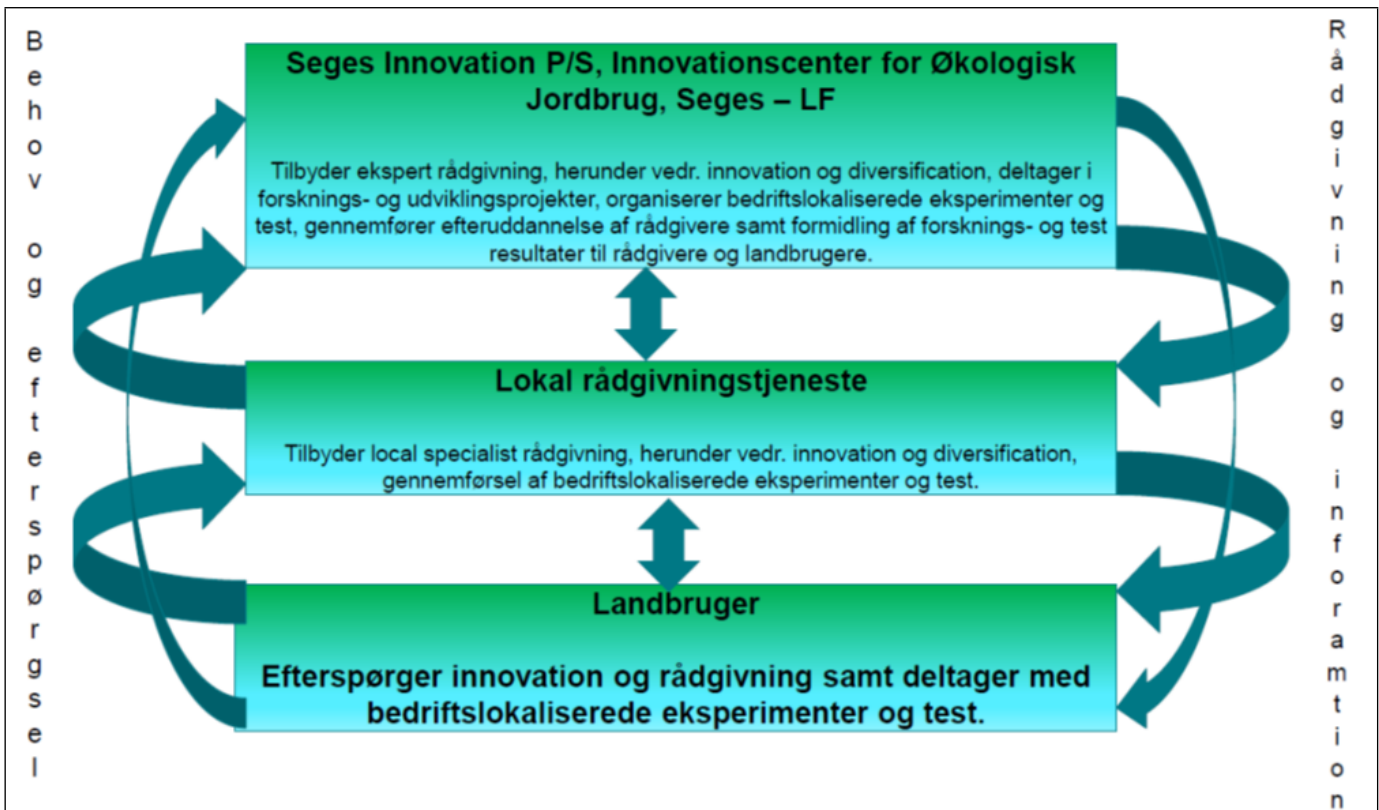 Behov og efterspørgsel
Seges Innovation P/S, Innovationscenter for Økologisk
Jordbrug, Seges – LF
Tilbyder ekspert rådgivning, herunder vedr. innovation og diversification, deltager i
forsknings- og udviklingsprojekter, organiserer bedriftslokaliserede eksperimenter og
test, gennemfører efteruddannelse af rådgivere samt formidling af forsknings- og test
resultater til rådgivere og landbrugere.
Lokal rådgivningstjeneste
Tilbyder local specialist rådgivning, herunder vedr. innovation og diversification,
gennemførsel af bedriftslokaliserede eksperimenter og test.
Landbruger
Efterspørger innovation og rådgivning samt deltager med
bedriftslokaliserede eksperimenter og test.
Rådgivning og inforamtion